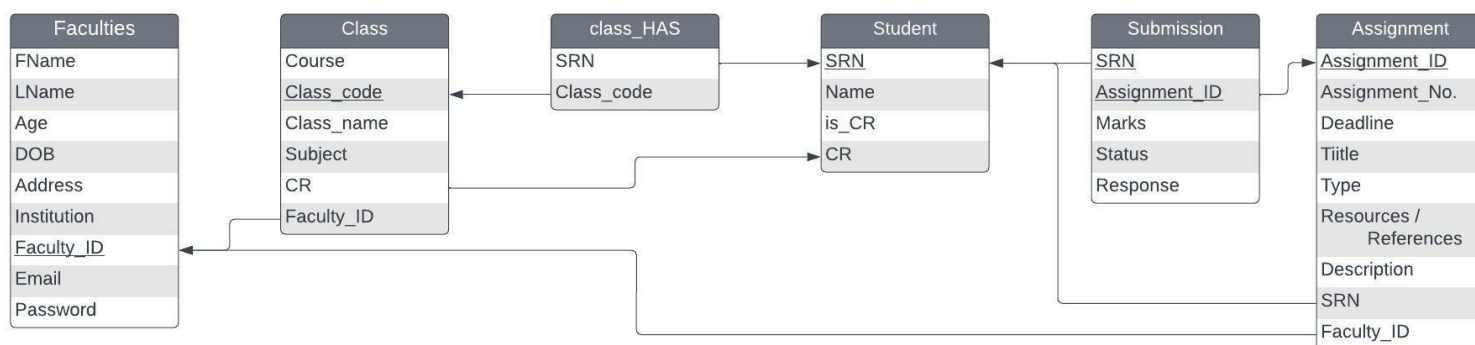 Faculties
FName
LName
Age
DOB
Address
Institution
Faculty_ID
Email
Password
Class
Course
Class_code
Class_name
Subject
CR
Faculty_ID
class_HAS
SRN
Class_code
Student
SRN
Name
is_CR
CR
Submission
SRN
Assignment_ID
Marks
Status
Response
Assignment
Assignment_ID
Assignment_No.
Deadline
Tiitle
Type
Resources /
References
Description
SRN
Faculty_ID